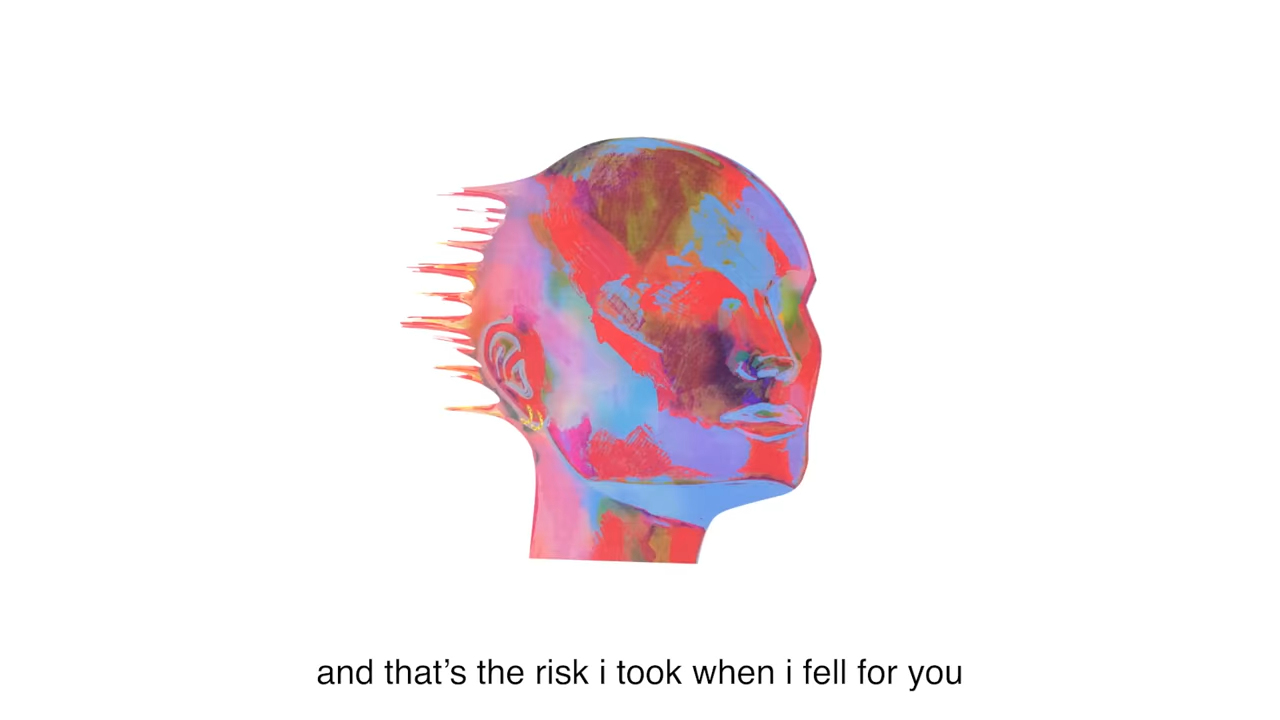 and that’s the risk i took when i fell for you